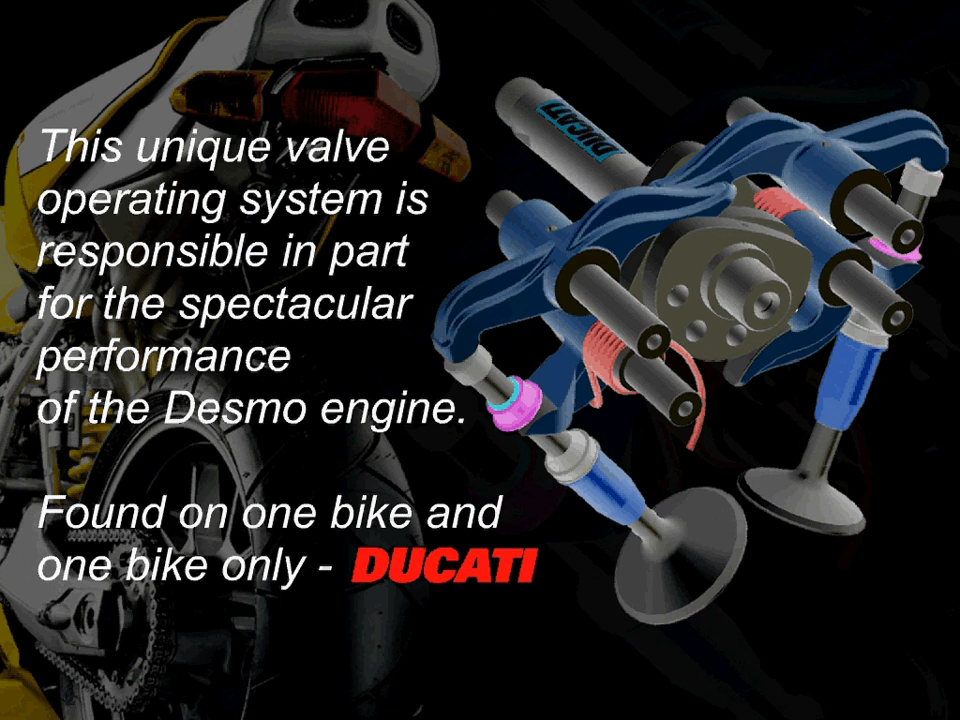 This unique valve
operating system is
responsible in part
for the spectacular
performance
of the Desmo engine.
Found on one bike and
one bike only - DUCATI
DUCATI